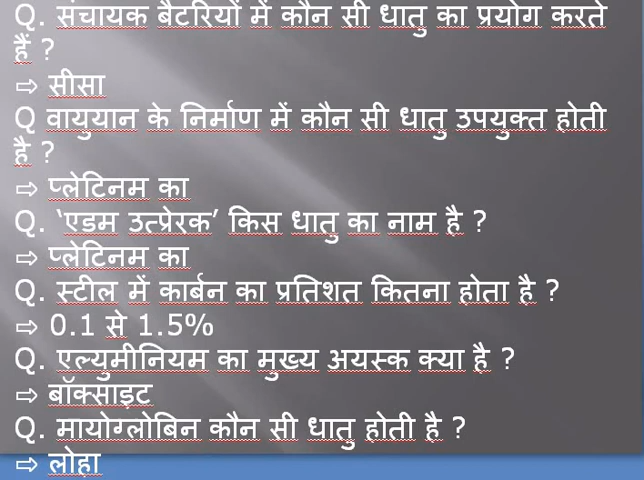 Q. संचायक बैटरियों में कौन सी धातु का प्रयोग करते
हैं ?
⇨ सीसा
Q वायुयान के निर्माण में कौन सी धातु उपयुक्त होती
है ?
⇨ प्लेटिनम का
Q. ‘एडम उत्प्रेरक’ किस धातु का नाम है ?
⇨ प्लेटिनम का
Q. स्टील में कार्बन का प्रतिशत कितना होता है ?
⇨ 0.1 से 1.5%
Q. एल्युमीनियम का मुख्य अयस्क क्या है ?
⇨ बॉक्साइट
Q. मायोग्लोबिन कौन सी धातु होती है ?
⇨ लोहा